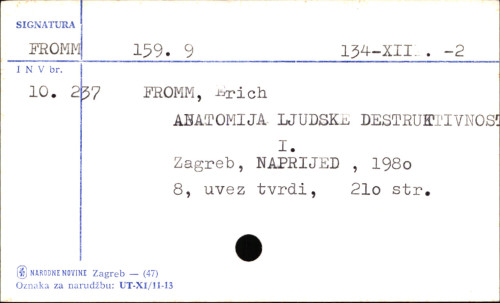 SIGNATURA
FROMM 159. 9 134-XII . -2
I N V br.
10. 237 FROMM, Erich
ANATOMIJA LJUDSKE DESTRUKTIVNOST
I.
Zagreb, NAPRIJED , 198o
8, uvez tvrdi, 21o str.
NARODNE NOVINE Zagreb — (47)
Oznaka za narudžbu: UT-XI/11-13